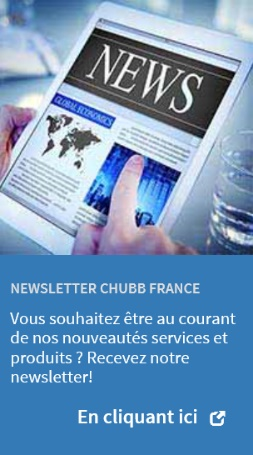 NEWS
GLOBAL ECONOMICS
NEWSLETTER CHUBB FRANCE
Vous souhaitez être au courant
de nos nouveautés services et
produits ? Recevez notre
newsletter!
En cliquant ici